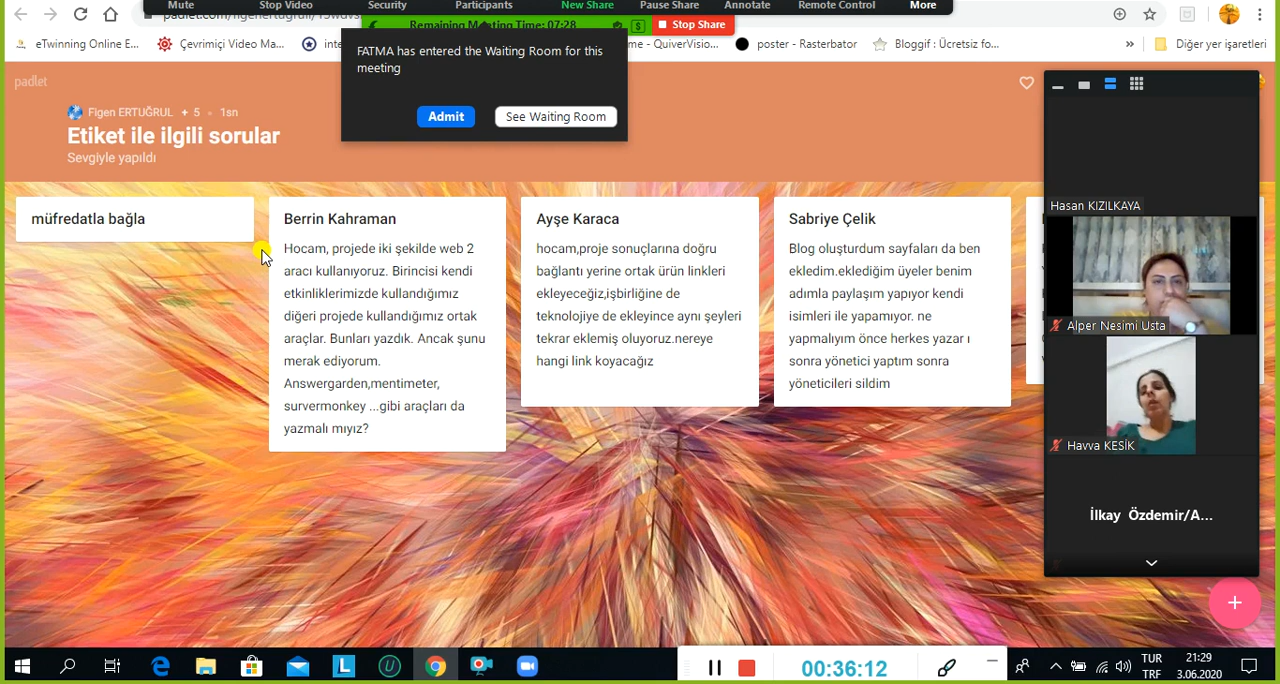 Mute
Stop Video
Security
Participants
New Share
Pause Share
Annotate
Remote Control
More
Remaining Meeting Time: 07:28
Stop Share
eTwinning Online E...
Çevrimiçi Video Ma...
me - QuiverVisio...
poster - Rasterbator
Bloggif : Ücretsiz fo...
»
Diğer yer işaretleri
FATMA has entered the Waiting Room for this
meeting
Admit
See Waiting Room
padlet
Figen ERTUĞRUL + 5 • 1sn
Etiket ile ilgili sorular
Sevgiyle yapıldı
müfredatla bağla
Berrin Kahraman
Hocam, projede iki şekilde web 2
aracı kullanıyoruz. Birincisi kendi
etkinliklerimizde kullandığımız
diğeri projede kullandığımız ortak
araçlar. Bunları yazdık. Ancak şunu
merak ediyorum.
Answergarden,mentimeter,
survermonkey ...gibi araçları da
yazmalı mıyız?
Ayşe Karaca
hocam,proje sonuçlarına doğru
bağlantı yerine ortak ürün linkleri
ekleyeceğiz,işbirliğine de
teknolojiye de ekleyince aynı şeyleri
tekrar eklemiş oluyoruz.nereye
hangi link koyacağız
Sabriye Çelik
Blog oluşturdum sayfaları da ben
ekledim.eklediğim üyeler benim
adımla paylaşım yapıyor kendi
isimleri ile yapamıyor. ne
yapmalıyım önce herkes yazar ı
sonra yönetici yaptım sonra
yöneticileri sildim
Hasan KIZILKAYA
Alper Nesimi Usta
Havva KESİK
İlkay Özdemir/A...
00:36:12
TUR
TRF
21:29
3.06.2020